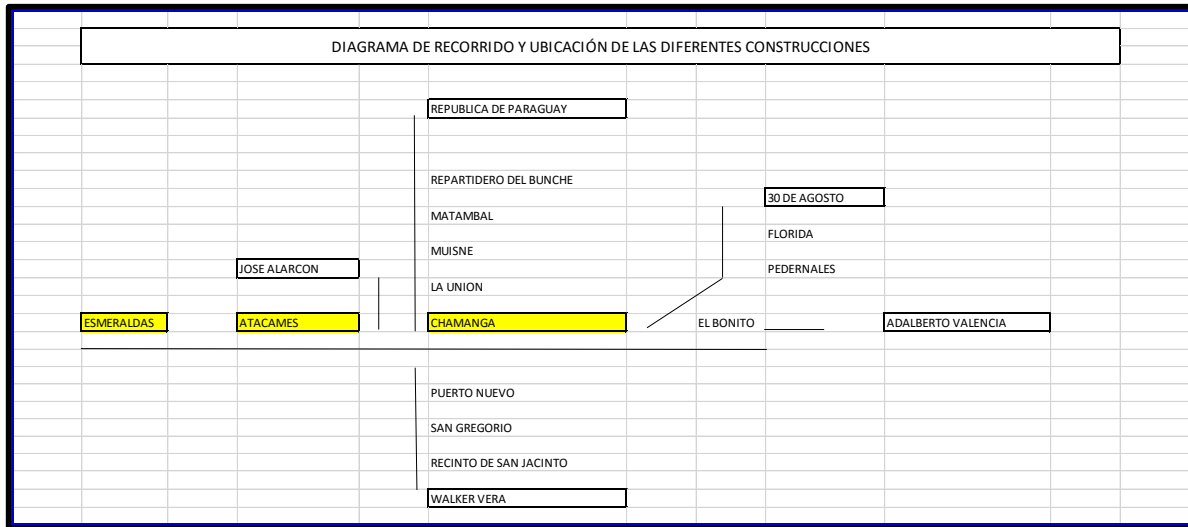 DIAGRAMA DE RECORRIDO Y UBICACIÓN DE LAS DIFERENTES CONSTRUCCIONES
REPUBLICA DE PARAGUAY
REPARTIDERO DEL BUNCHE
30 DE AGOSTO
MATAMBAL
FLORIDA
MUISNE
JOSE ALARCON
PEDERNALES
LA UNION
ESMERALDAS
ATACAMES
CHAMANGA
EL BONITO
ADALBERTO VALENCIA
PUERTO NUEVO
SAN GREGORIO
RECINTO DE SAN JACINTO
WALKER VERA